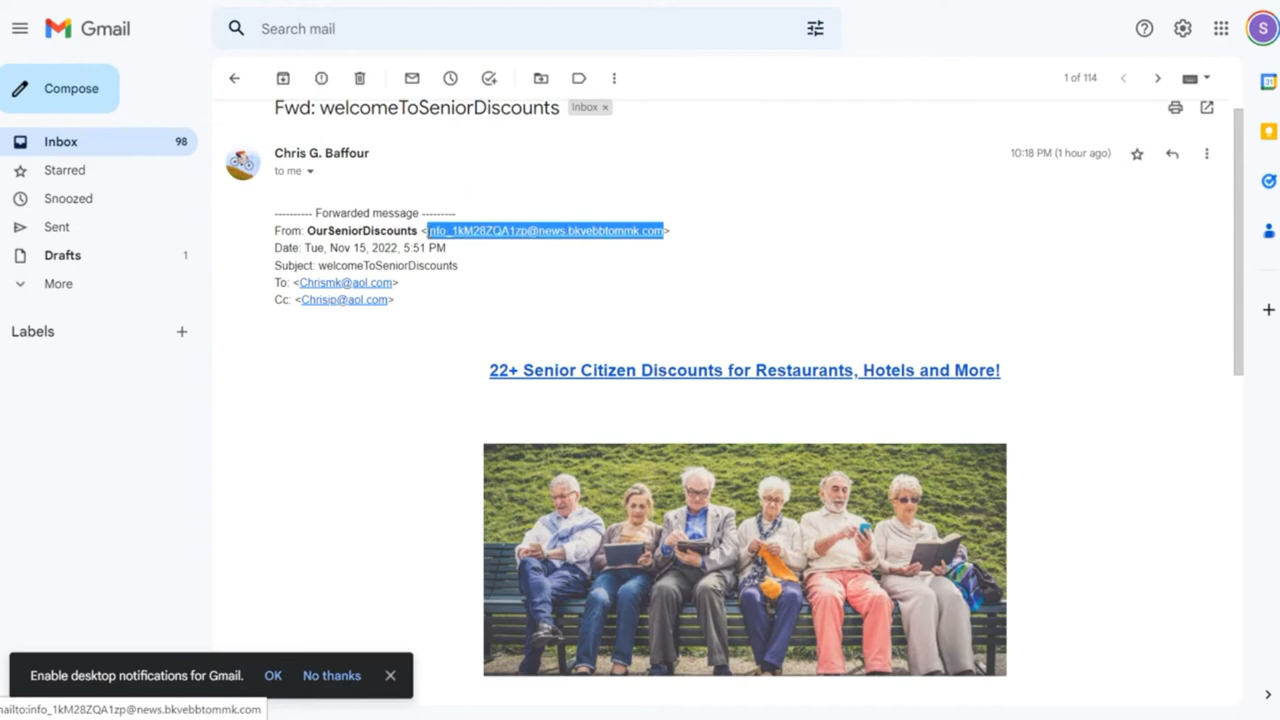 Gmail
Search mail
S
Compose
1 of 114
Fwd: welcomeToSeniorDiscounts Inbox x
Inbox 98
Chris G. Baffour 10:18 PM (1 hour ago)
to me
Starred
Snoozed
---------- Forwarded message ---------
Sent
From: OurSeniorDiscounts <info_1kM28ZQA1zp@news.bkvebbtommk.com>
Date: Tue, Nov 15, 2022, 5:51 PM
Drafts 1
Subject: welcomeToSeniorDiscounts
More
To: <Chrismk@aol.com>
Cc: <Chrisip@aol.com>
Labels
22+ Senior Citizen Discounts for Restaurants, Hotels and More!
Enable desktop notifications for Gmail. OK No thanks
mailto:info_1kM28ZQA1zp@news.bkvebbtommk.com